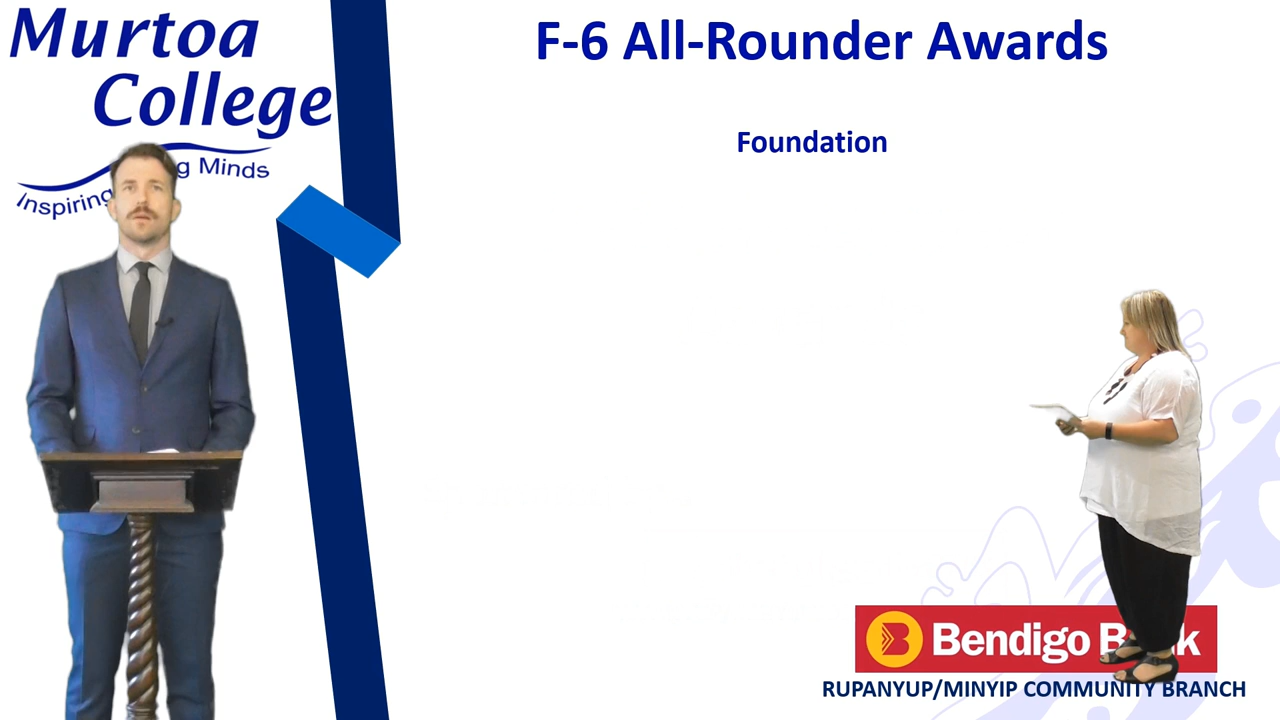 Murtoa
College
Inspiring g Minds
F-6 All-Rounder Awards
Foundation
Bendigo B k
RUPANYUP/MINYIP COMMUNITY BRANCH